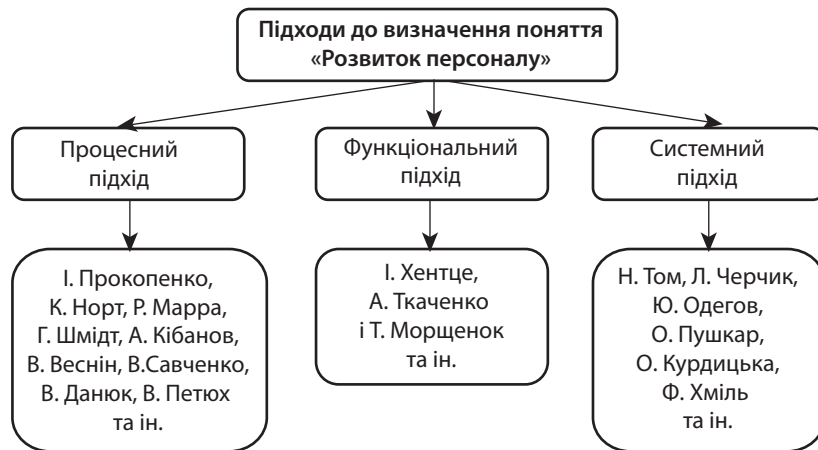 Підходи до визначення поняття
«Розвиток персоналу»
Процесний
підхід
Функціональний
підхід
Системний
підхід
І. Прокопенко,
К. Норт, Р. Марра,
Г. Шмідт, А. Кібанов,
В. Веснін, В.Савченко,
В. Данюк, В. Петюх
та ін.
І. Хентце,
А. Ткаченко
і Т. Морщенок
та ін.
Н. Том, Л. Черчик,
Ю. Одегов,
О. Пушкар,
О. Курдицька,
Ф. Хміль
та ін.